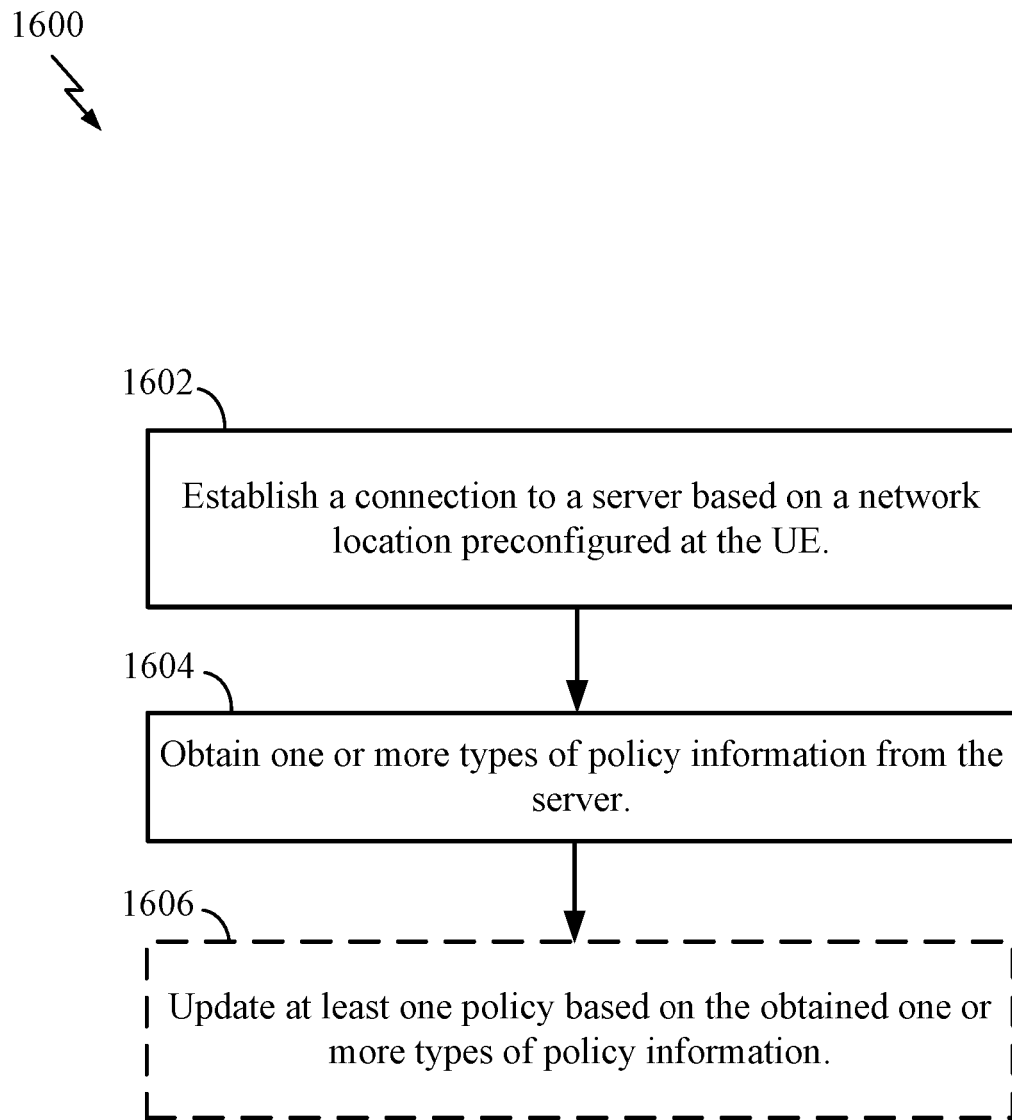 1600
1602
Establish a connection to a server based on a network
location preconfigured at the UE.
1604
Obtain one or more types of policy information from the
server.
1606
Update at least one policy based on the obtained one or
more types of policy information.